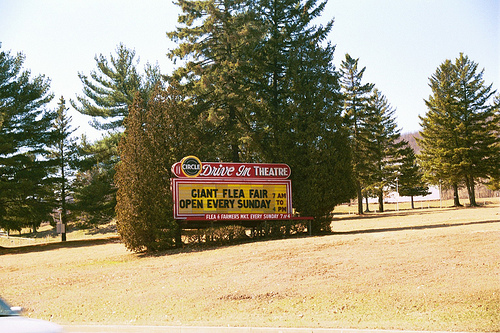 CIRCLE Drive In THEATRE
GIANT FLEA FAIR 7 AM
OPEN EVERY SUNDAY TO
PM
FLEA & FARMERS MKT. EVERY SUNDAY